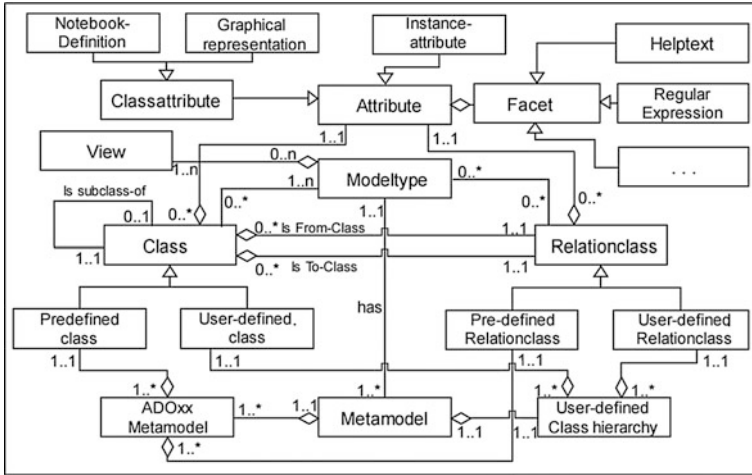 Notebook-
Definition
Graphical
representation
Instance-
attribute
Helptext
Classattribute
Attribute
Facet
Regular
Expression
1..1
1..1
. . .
View
0..n
1..n
Modeltype
1..n
0..*
Is subclass-of
0..*
0..*
0..1
0..*
0..*
Class
1..1
0..* Is From-Class
1..1
Relationclass
0..*
Is To-Class
1..1
has
Predefined
class
User-defined.
class
Pre-defined
Relationclass
User-defined
Relationclass
1..1
1..1
1..1
1..1
1..*
1..*
1..*
1..*
ADOxx
Metamodel
1..*
1..1
Metamodel
1..1
1..1
User-defined
Class hierarchy
1..*